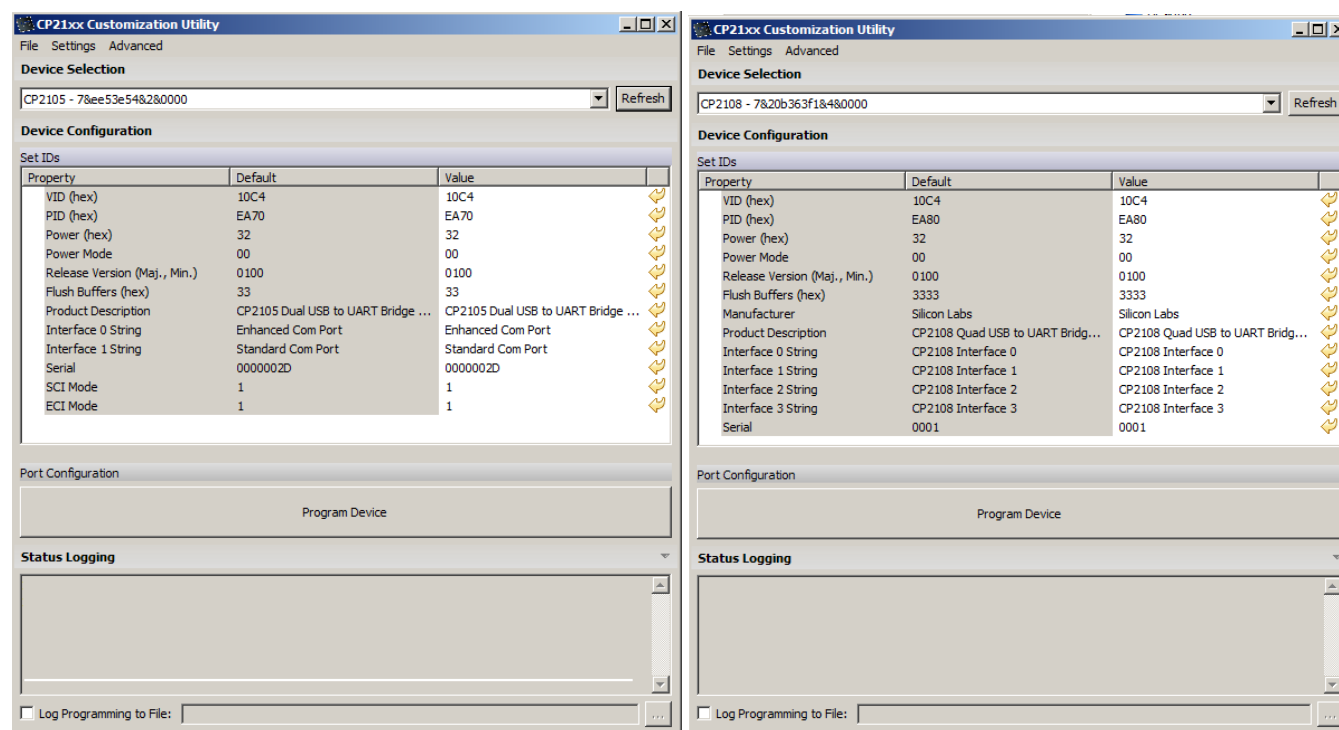 CP21xx Customization Utility
File Settings Advanced
Device Selection
CP2105 - 7&ee53e54&2&0000 Refresh
Device Configuration
Set IDs
Property Default Value
VID (hex) 10C4 10C4
PID (hex) EA70 EA70
Power (hex) 32 32
Power Mode 00 00
Release Version (Maj., Min.) 0100 0100
Flush Buffers (hex) 33 33
Product Description CP2105 Dual USB to UART Bridge ... CP2105 Dual USB to UART Bridge ...
Interface 0 String Enhanced Com Port Enhanced Com Port
Interface 1 String Standard Com Port Standard Com Port
Serial 0000002D 0000002D
SCI Mode 1 1
ECI Mode 1 1
Port Configuration
Program Device
Status Logging
Log Programming to File: ...
CP21xx Customization Utility
File Settings Advanced
Device Selection
CP2108 - 7&20b363f1&4&0000 Refresh
Device Configuration
Set IDs
Property Default Value
VID (hex) 10C4 10C4
PID (hex) EA80 EA80
Power (hex) 32 32
Power Mode 00 00
Release Version (Maj., Min.) 0100 0100
Flush Buffers (hex) 3333 3333
Manufacturer Silicon Labs Silicon Labs
Product Description CP2108 Quad USB to UART Bridg... CP2108 Quad USB to UART Bridg...
Interface 0 String CP2108 Interface 0 CP2108 Interface 0
Interface 1 String CP2108 Interface 1 CP2108 Interface 1
Interface 2 String CP2108 Interface 2 CP2108 Interface 2
Interface 3 String CP2108 Interface 3 CP2108 Interface 3
Serial 0001 0001
Port Configuration
Program Device
Status Logging
Log Programming to File: ...